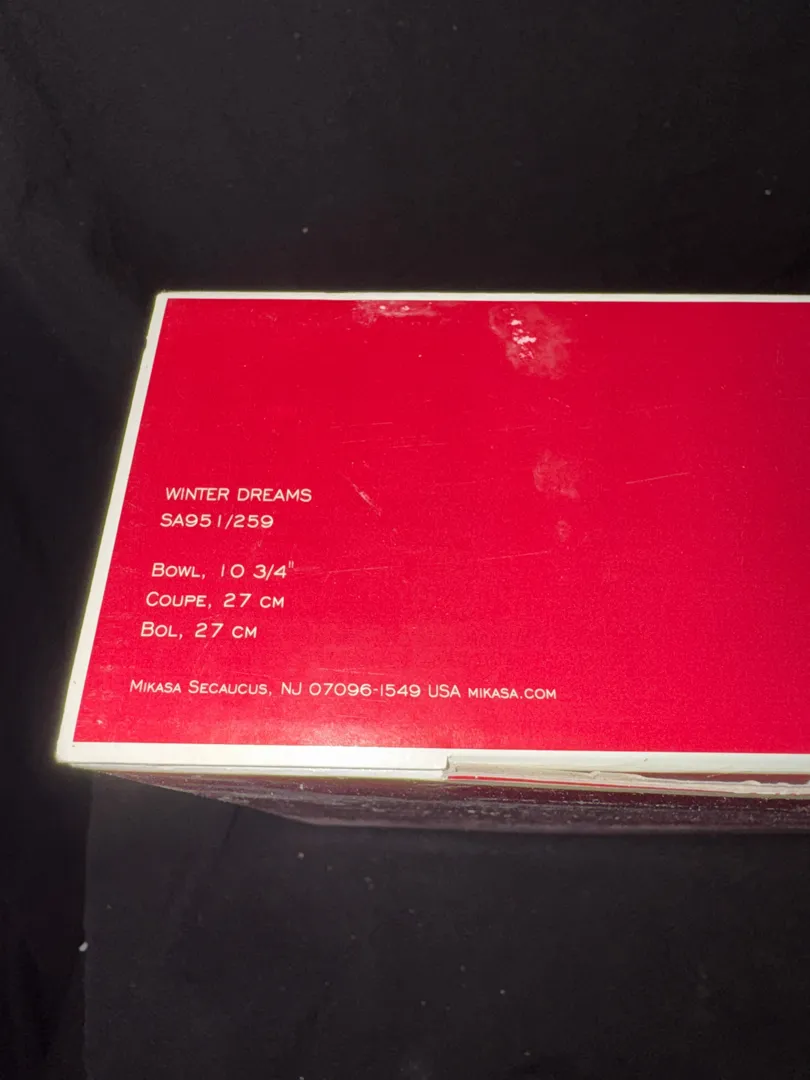 WINTER DREAMS
SA951/259
BOWL, 10 3/4"
COUPE, 27 CM
BOL, 27 CM
MIKASA SECAUCUS, NJ 07096-1549 USA MIKASA.COM